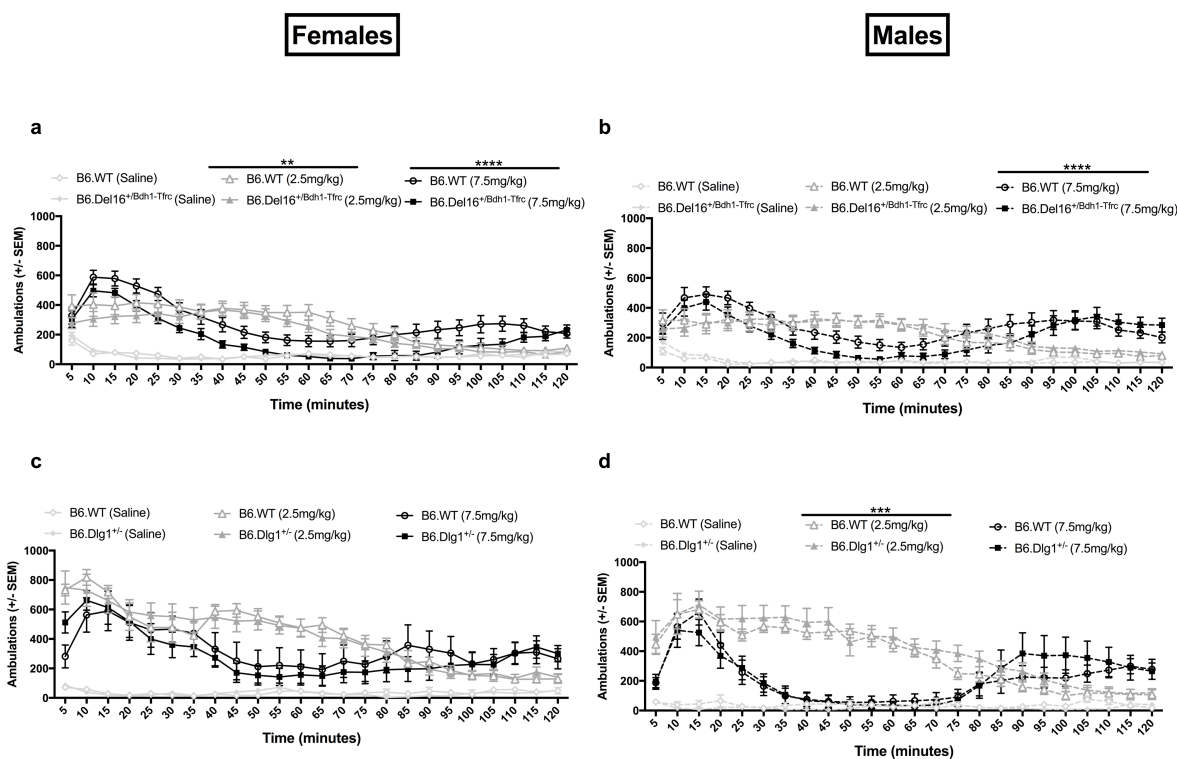 Females
Males
a
**
****
B6.WT (Saline)
B6.WT (2.5mg/kg)
B6.WT (7.5mg/kg)
B6.Del16+/Bdh1-Tfrc (Saline)
B6.Del16+/Bdh1-Tfrc (2.5mg/kg)
B6.Del16+/Bdh1-Tfrc (7.5mg/kg)
Ambulations (+/- SEM)
1000
800
600
400
200
0
5 10 15 20 25 30 35 40 45 50 55 60 65 70 75 80 85 90 95 100 105 110 115 120
Time (minutes)
b
****
B6.WT (Saline)
B6.WT (2.5mg/kg)
B6.WT (7.5mg/kg)
B6.Del16+/Bdh1-Tfrc (Saline)
B6.Del16+/Bdh1-Tfrc (2.5mg/kg)
B6.Del16+/Bdh1-Tfrc (7.5mg/kg)
Ambulations (+/- SEM)
1000
800
600
400
200
0
5 10 15 20 25 30 35 40 45 50 55 60 65 70 75 80 85 90 95 100 105 110 115 120
Time (minutes)
c
B6.WT (Saline)
B6.WT (2.5mg/kg)
B6.WT (7.5mg/kg)
B6.Dlg1+/- (Saline)
B6.Dlg1+/- (2.5mg/kg)
B6.Dlg1+/- (7.5mg/kg)
Ambulations (+/- SEM)
1000
800
600
400
200
0
5 10 15 20 25 30 35 40 45 50 55 60 65 70 75 80 85 90 95 100 105 110 115 120
Time (minutes)
d
***
B6.WT (Saline)
B6.WT (2.5mg/kg)
B6.WT (7.5mg/kg)
B6.Dlg1+/- (Saline)
B6.Dlg1+/- (2.5mg/kg)
B6.Dlg1+/- (7.5mg/kg)
Ambulations (+/- SEM)
1000
800
600
400
200
0
5 10 15 20 25 30 35 40 45 50 55 60 65 70 75 80 85 90 95 100 105 110 115 120
Time (minutes)